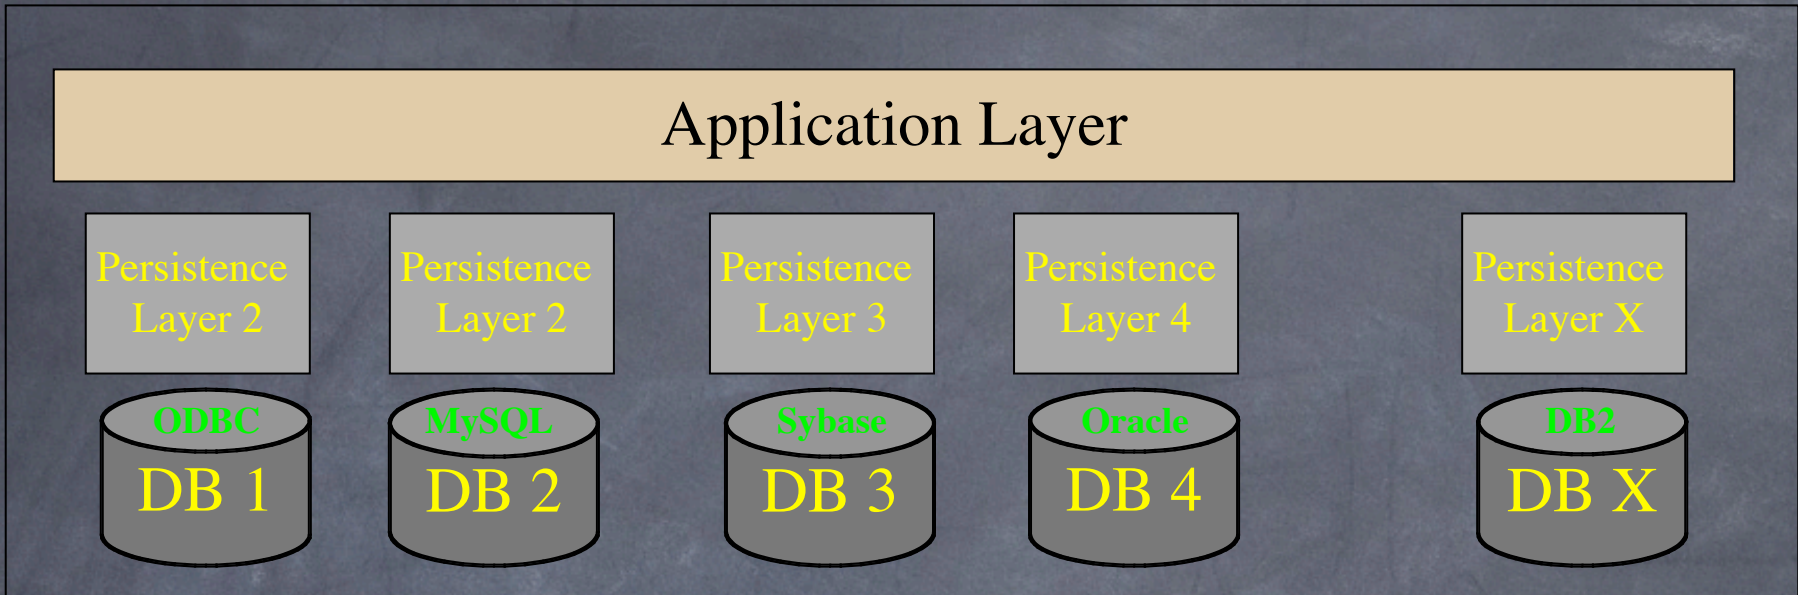 Application Layer
Persistence
Layer 2
Persistence
Layer 2
Persistence
Layer 3
Persistence
Layer 4
Persistence
Layer X
ODBC
DB 1
MySQL
DB 2
Sybase
DB 3
Oracle
DB 4
DB2
DB X